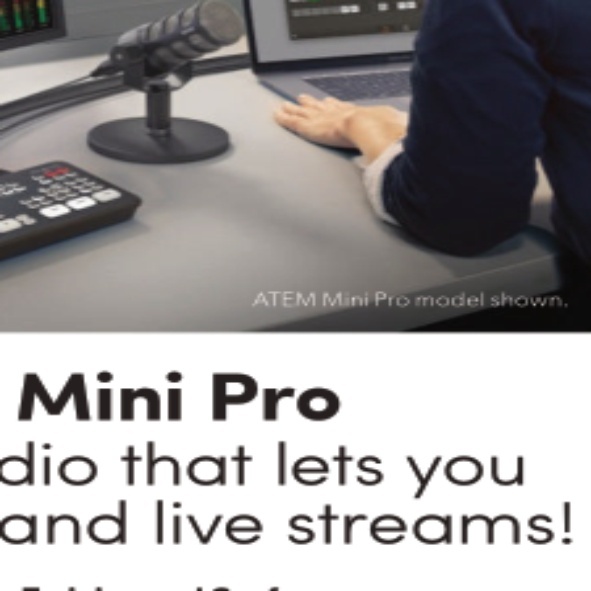 ATEM Mini Pro model shown.
Mini Pro
dio that lets you
and live streams!